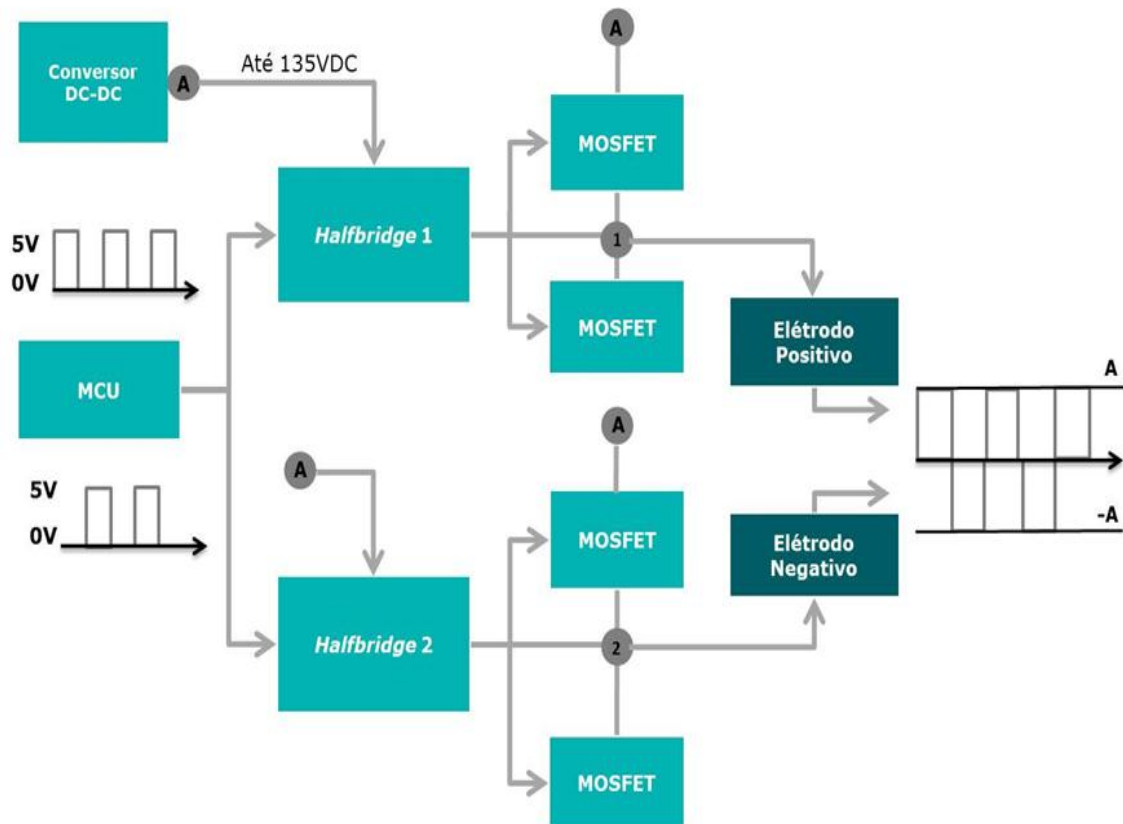 Conversor
DC-DC
A
Até 135VDC
A
MOSFET
Halfbridge 1
1
MOSFET
5V
0V
MCU
Elétrodo
Positivo
A
-A
A
A
5V
0V
MOSFET
Elétrodo
Negativo
Halfbridge 2
2
MOSFET